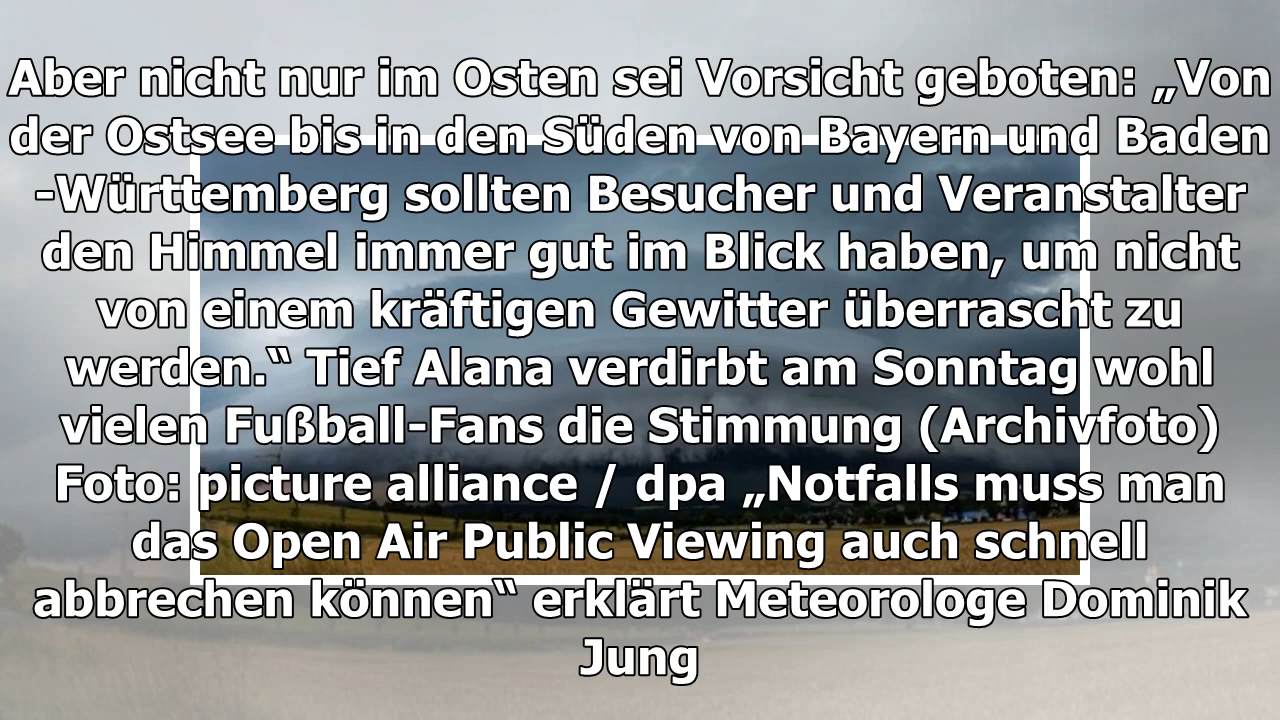 Aber nicht nur im Osten sei Vorsicht geboten: „Von
der Ostsee bis in den Süden von Bayern und Baden
-Württemberg sollten Besucher und Veranstalter
den Himmel immer gut im Blick haben, um nicht
von einem kräftigen Gewitter überrascht zu
werden.“ Tief Alana verdirbt am Sonntag wohl
vielen Fußball-Fans die Stimmung (Archivfoto)
Foto: picture alliance / dpa „Notfalls muss man
das Open Air Public Viewing auch schnell
abbrechen können“ erklärt Meteorologe Dominik
Jung